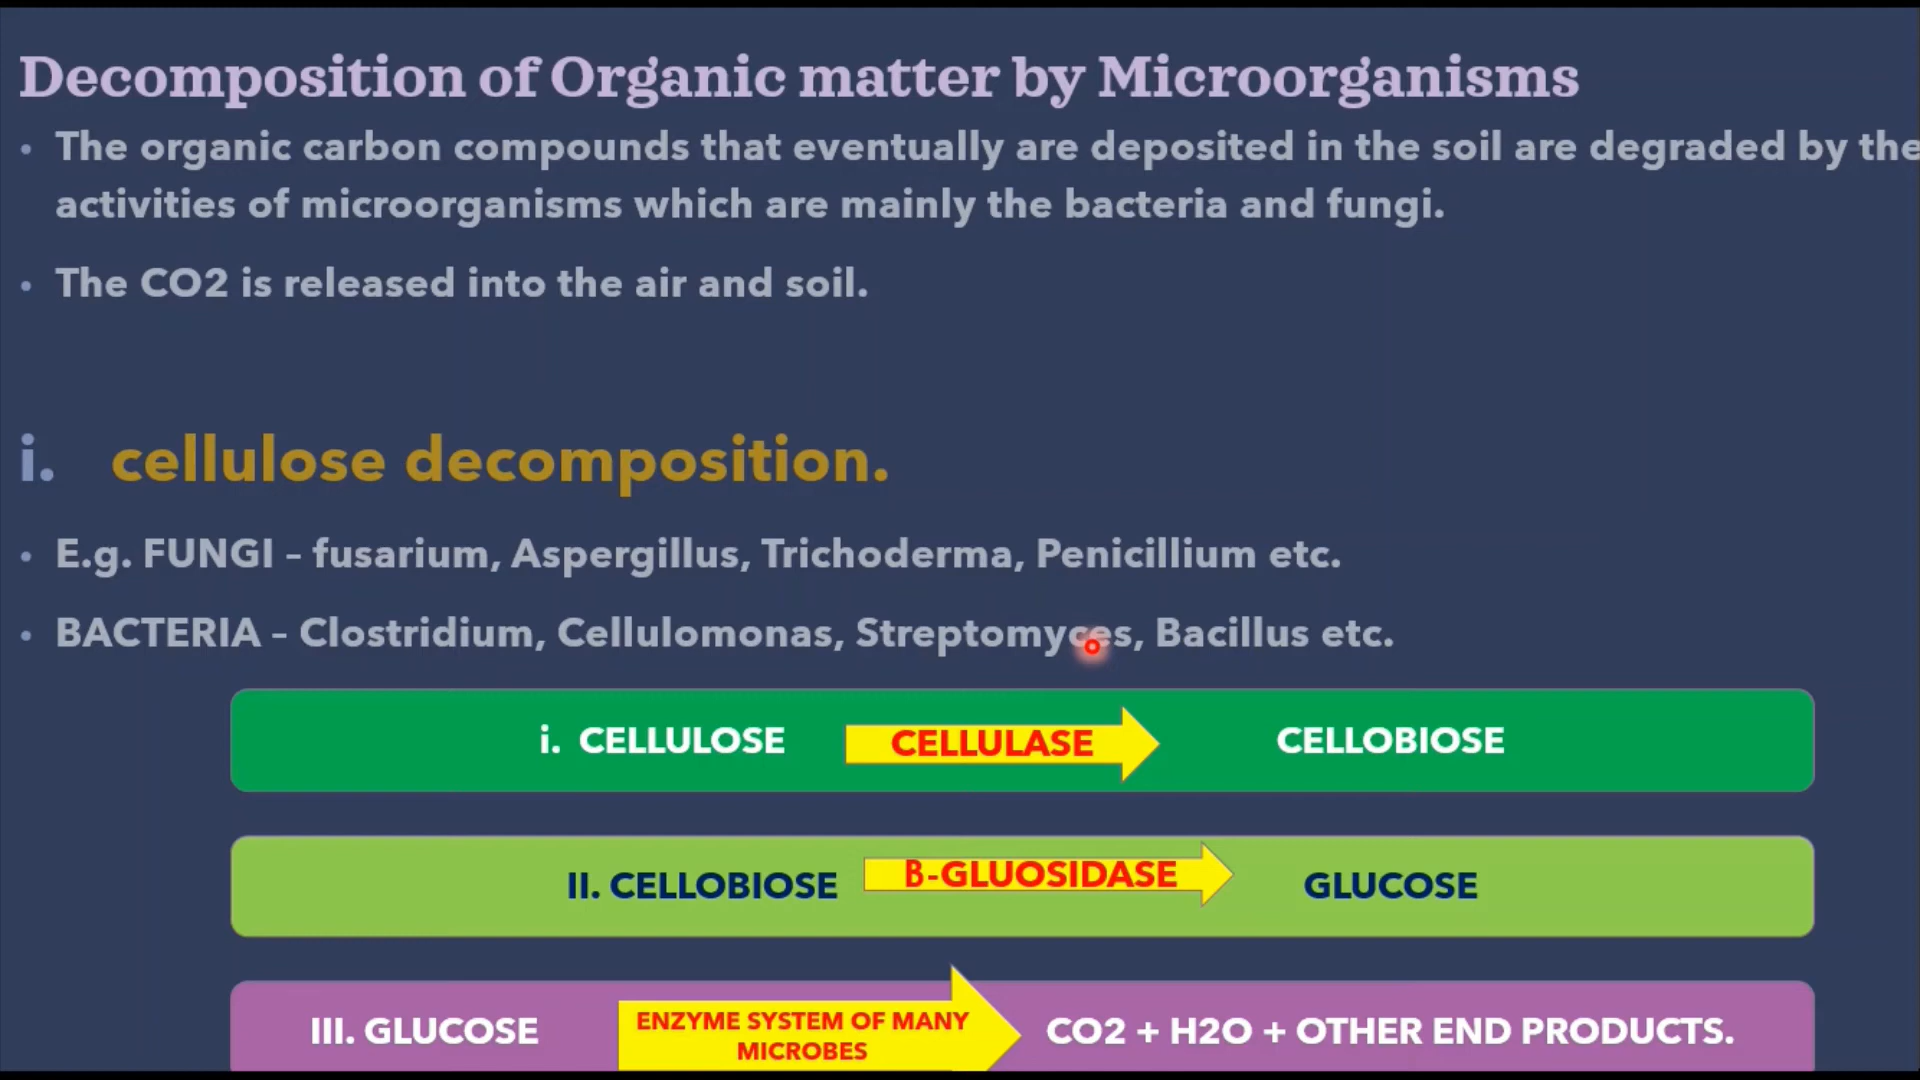 Decomposition of Organic matter by Microorganisms
• The organic carbon compounds that eventually are deposited in the soil are degraded by the
activities of microorganisms which are mainly the bacteria and fungi.
• The CO2 is released into the air and soil.
i. cellulose decomposition.
• E.g. FUNGI – fusarium, Aspergillus, Trichoderma, Penicillium etc.
• BACTERIA – Clostridium, Cellulomonas, Streptomyces, Bacillus etc.
i. CELLULOSE CELLULASE CELLOBIOSE
II. CELLOBIOSE B-GLUOSIDASE GLUCOSE
III. GLUCOSE ENZYME SYSTEM OF MANY
MICROBES CO2 + H2O + OTHER END PRODUCTS.